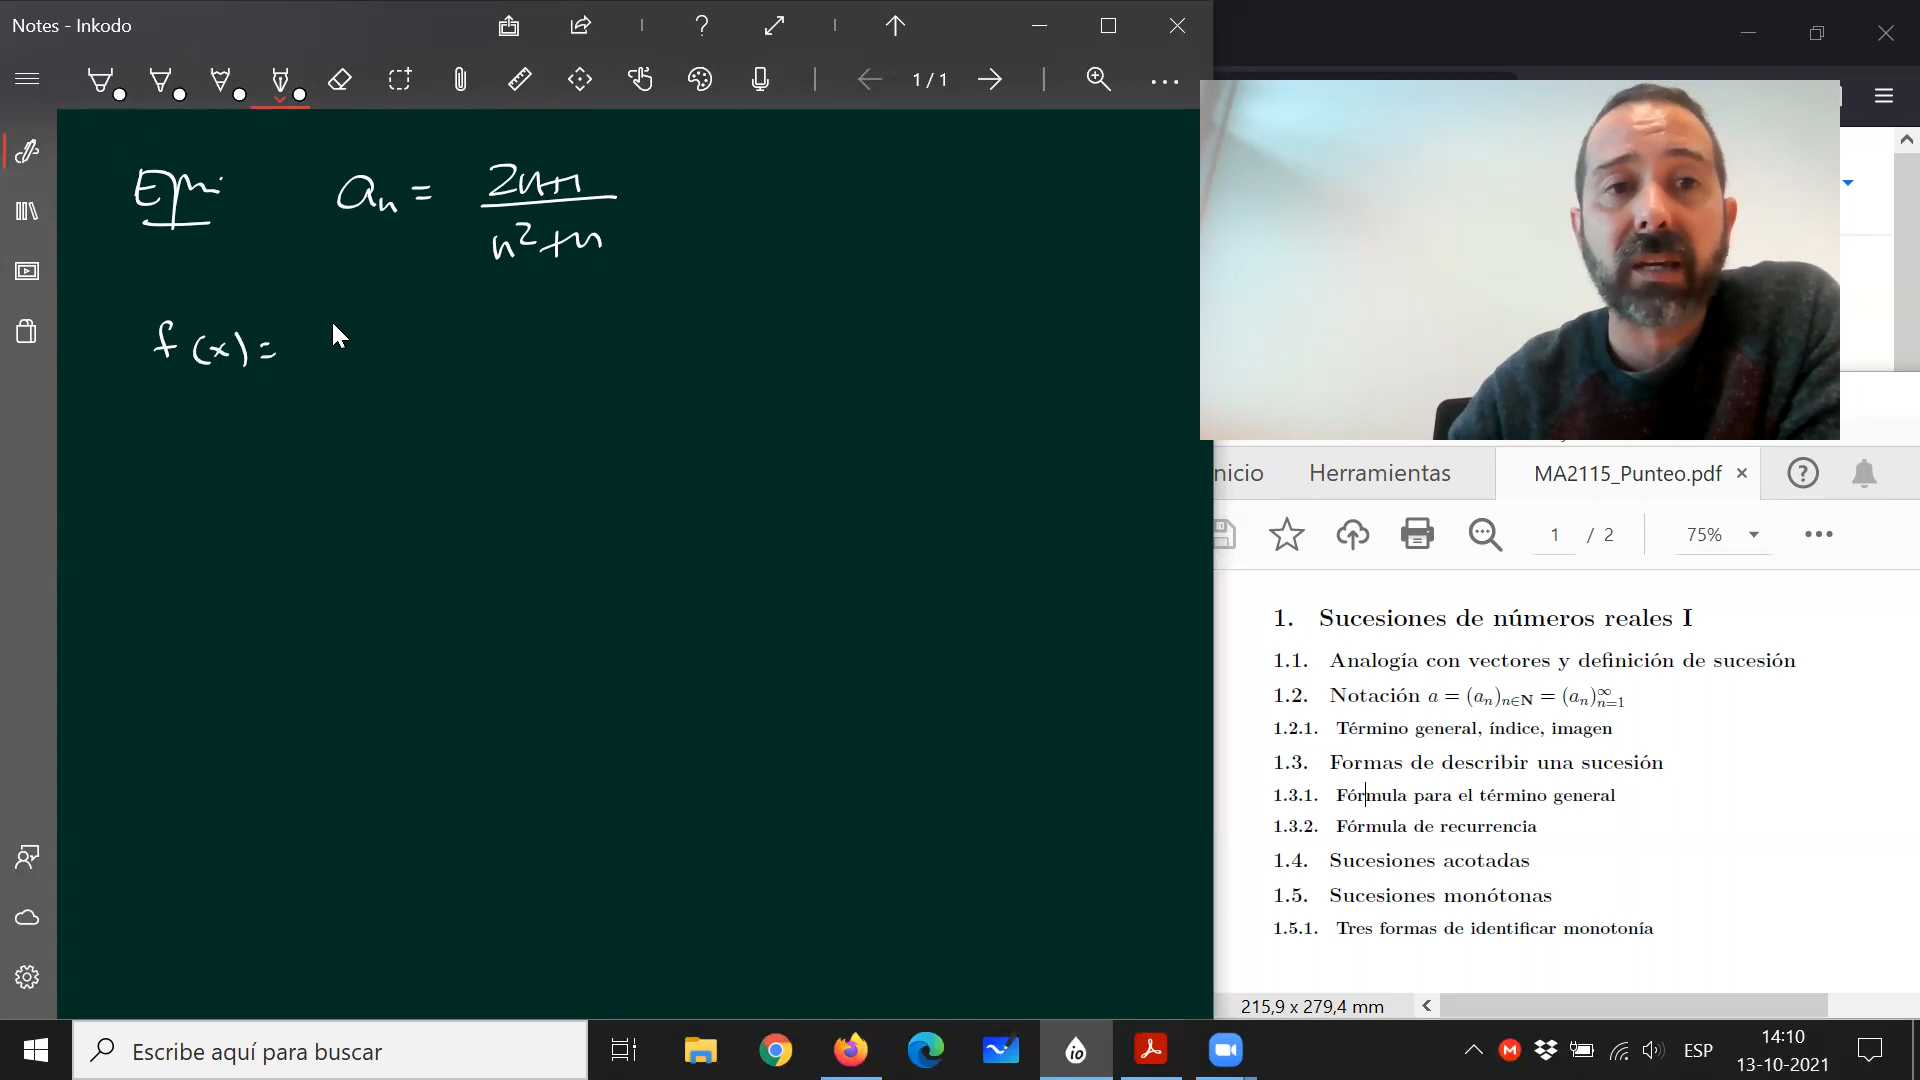 Notes - Inkodo
1 / 1
Ejm: aₙ = 2n+1 / n²+n
f(x) =
nicio Herramientas MA2115_Punteo.pdf ×
1 / 2 75%
1. Sucesiones de números reales I
1.1. Analogía con vectores y definición de sucesión
1.2. Notación a = (aₙ)ₙ∈N = (aₙ)∞ₙ₌₁
1.2.1. Término general, índice, imagen
1.3. Formas de describir una sucesión
1.3.1. Fórmula para el término general
1.3.2. Fórmula de recurrencia
1.4. Sucesiones acotadas
1.5. Sucesiones monótonas
1.5.1. Tres formas de identificar monotonía
215,9 x 279,4 mm
Escribe aquí para buscar
io
M
ESP
14:10
13-10-2021